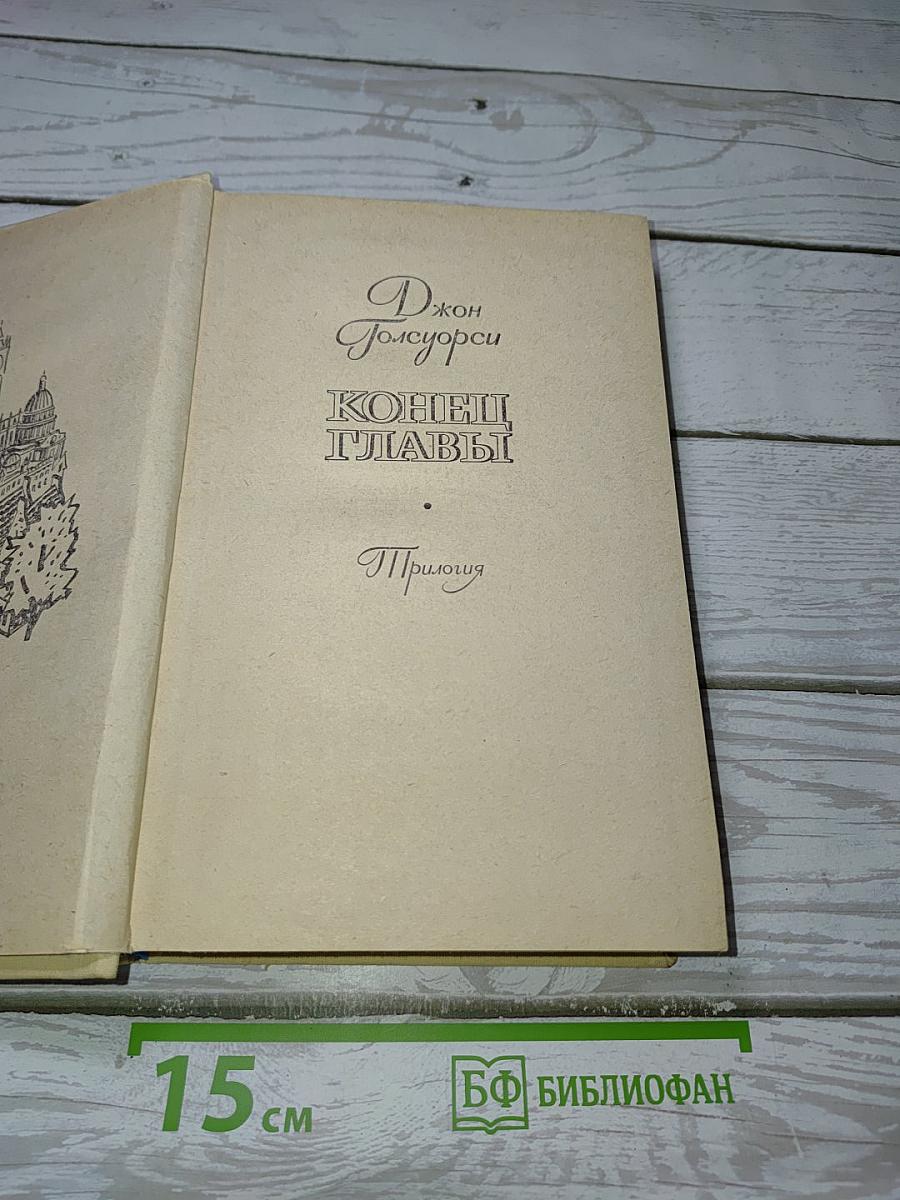 Джон
Голсуорси
КОНЕЦ
ГЛАВЫ
•
Трилогия
15 см
БФ БИБЛИОФАН